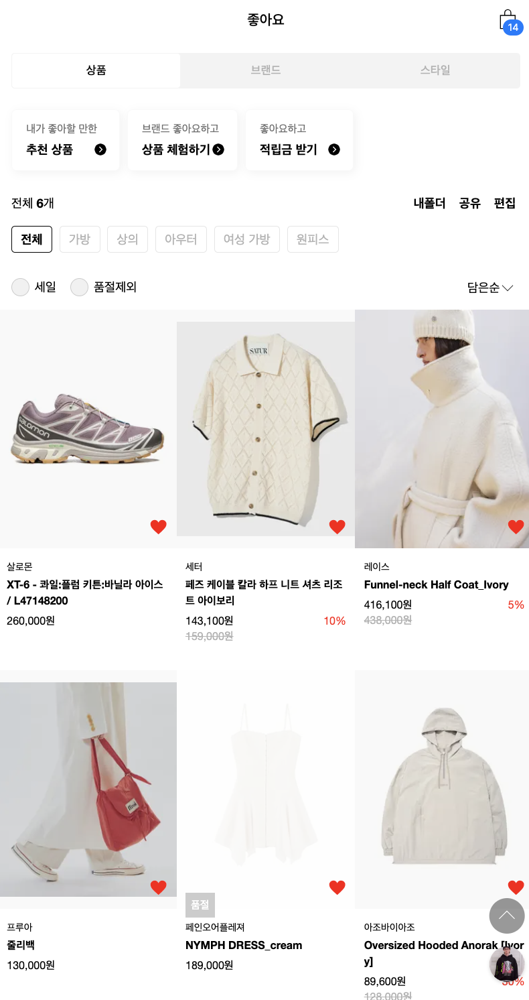 좋아요
14
상품
브랜드
스타일
내가 좋아할 만한
추천 상품
브랜드 좋아요하고
상품 체험하기
좋아요하고
적립금 받기
전체 6개
내폴더
공유
편집
전체
가방
상의
아우터
여성 가방
원피스
세일
품절제외
담은순
salomon
SATUR
살로몬
XT-6 - 콰일:플럼 키튼:바닐라 아이스
/ L47148200
260,000원
세터
페즈 케이블 칼라 하프 니트 셔츠 리조
트 아이보리
143,100원
10%
159,000원
레이스
Funnel-neck Half Coat_Ivory
416,100원
5%
438,000원
프루아
줄리백
130,000원
품절
페인오어플레져
NYMPH DRESS_cream
189,000원
아조바이아조
Oversized Hooded Anorak [Ivor
y]
89,600원
30%
128,000원